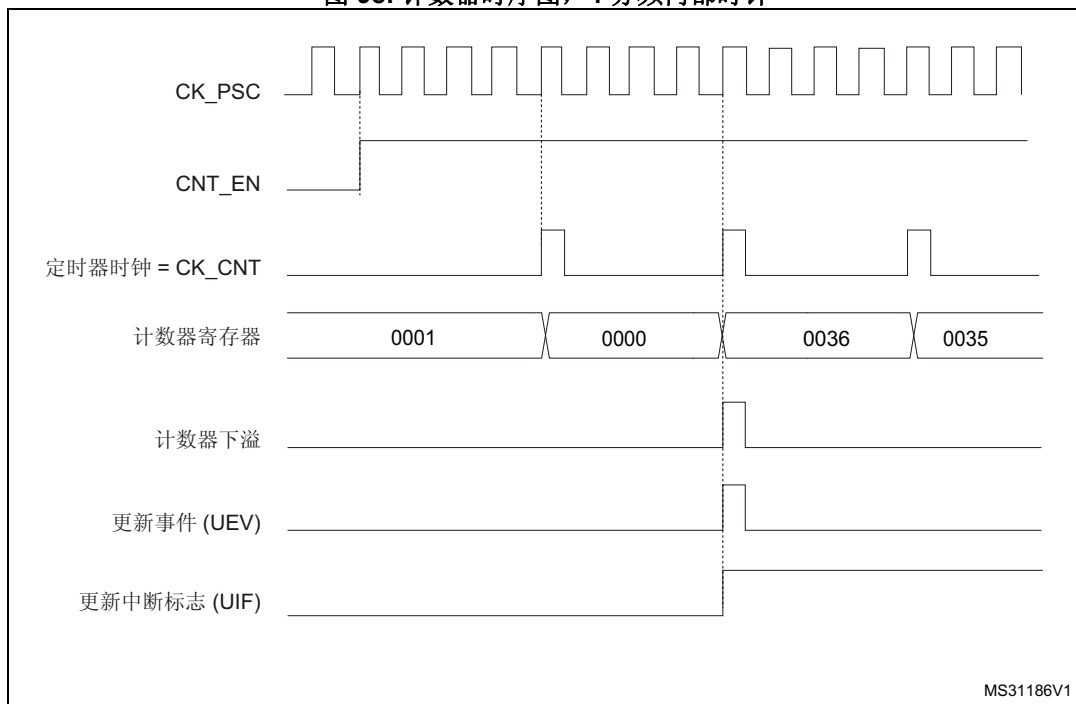 CK_PSC
CNT_EN
定时器时钟 = CK_CNT
计数器寄存器 0001 0000 0036 0035
计数器下溢
更新事件 (UEV)
更新中断标志 (UIF)
MS31186V1